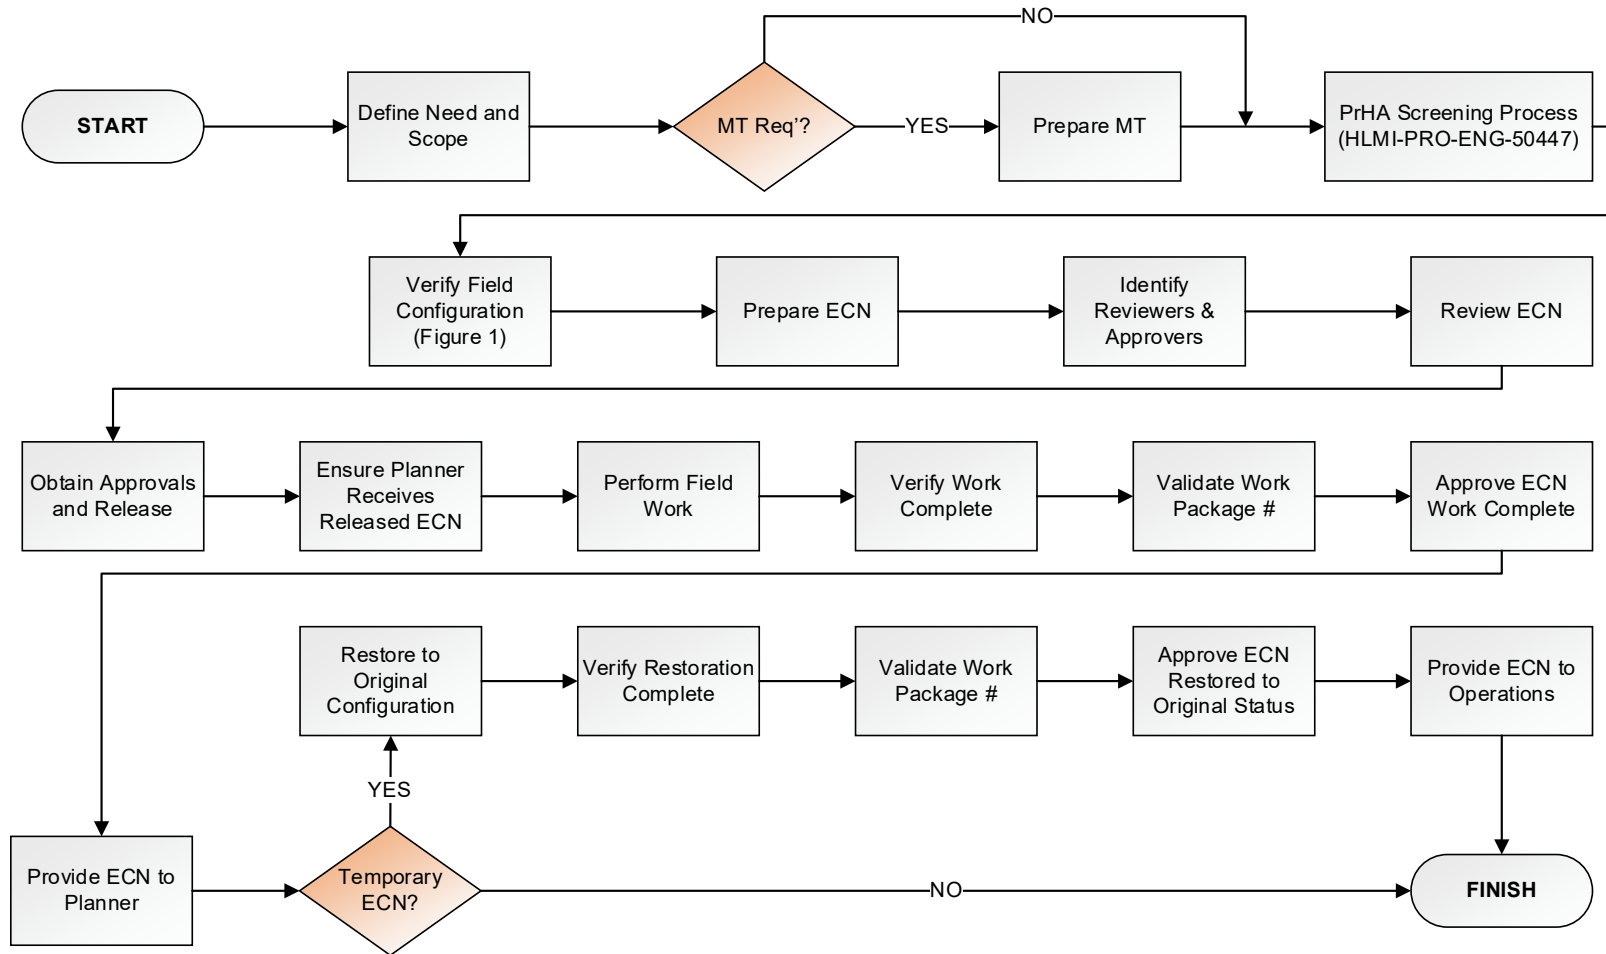 NO
START
Define Need and
Scope
MT Req'?
YES
Prepare MT
PrHA Screening Process
(HLMI-PRO-ENG-50447)
Verify Field
Configuration
(Figure 1)
Prepare ECN
Identify
Reviewers &
Approvers
Review ECN
Obtain Approvals
and Release
Ensure Planner
Receives
Released ECN
Perform Field
Work
Verify Work
Complete
Validate Work
Package #
Approve ECN
Work Complete
Restore to
Original
Configuration
Verify Restoration
Complete
Validate Work
Package #
Approve ECN
Restored to
Original Status
Provide ECN to
Operations
YES
Provide ECN to
Planner
Temporary
ECN?
NO
FINISH